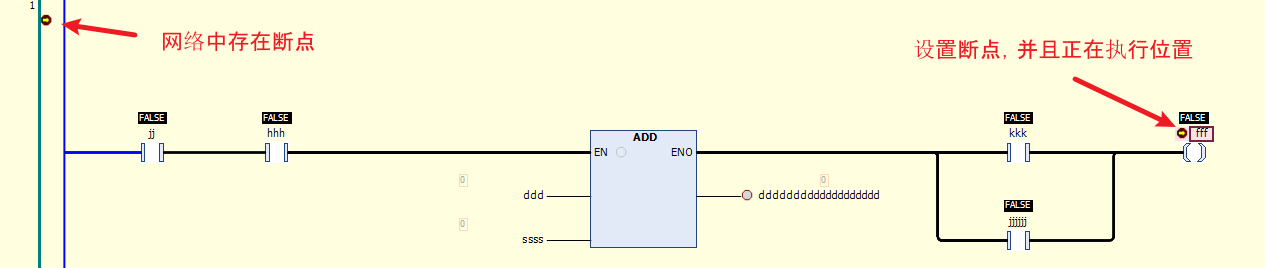 1
网络中存在断点
设置断点, 并且正在执行位置
FALSE
jj
FALSE
hhh
ADD
EN
ENO
FALSE
kkk
FALSE
fff
0
ddd
0
ddddddddddddddddddd
0
ssss
FALSE
jjjjjj